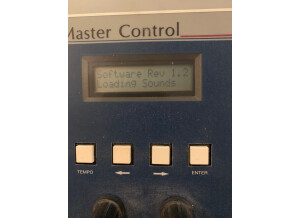 Master Control
Software Rev 1.2
Loading Sounds
TEMPO
ENTER